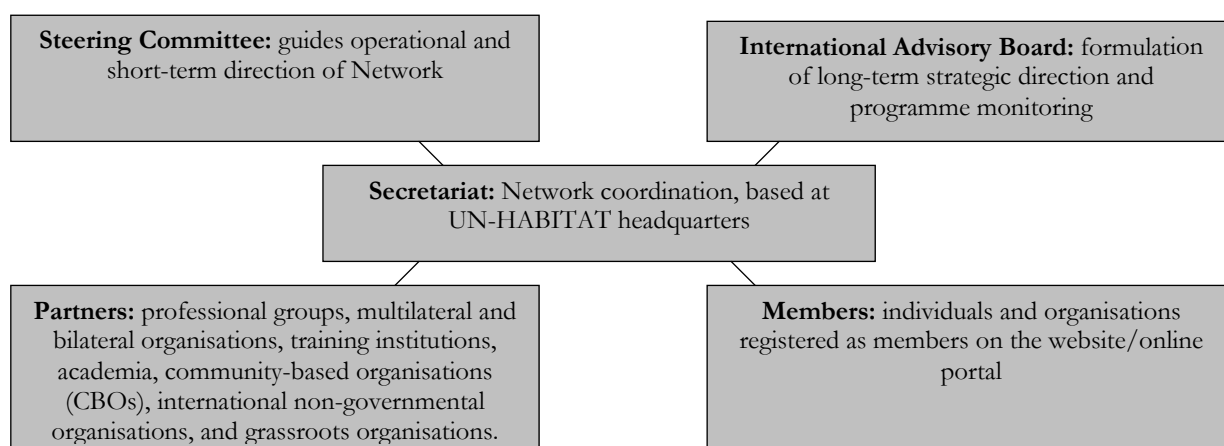 Steering Committee: guides operational and
short-term direction of Network
International Advisory Board: formulation
of long-term strategic direction and
programme monitoring
Secretariat: Network coordination, based at
UN-HABITAT headquarters
Partners: professional groups, multilateral and
bilateral organisations, training institutions,
academia, community-based organisations
(CBOs), international non-governmental
organisations, and grassroots organisations.
Members: individuals and organisations
registered as members on the website/online
portal